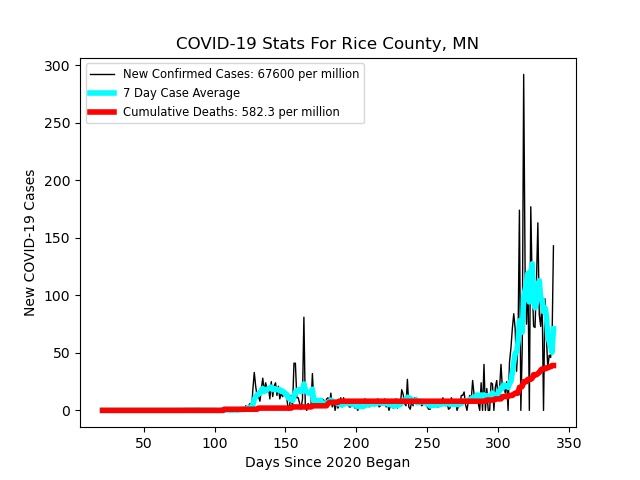 COVID-19 Stats For Rice County, MN
New Confirmed Cases: 67600 per million
7 Day Case Average
Cumulative Deaths: 582.3 per million
New COVID-19 Cases
300
250
200
150
100
50
0
50 100 150 200 250 300 350
Days Since 2020 Began